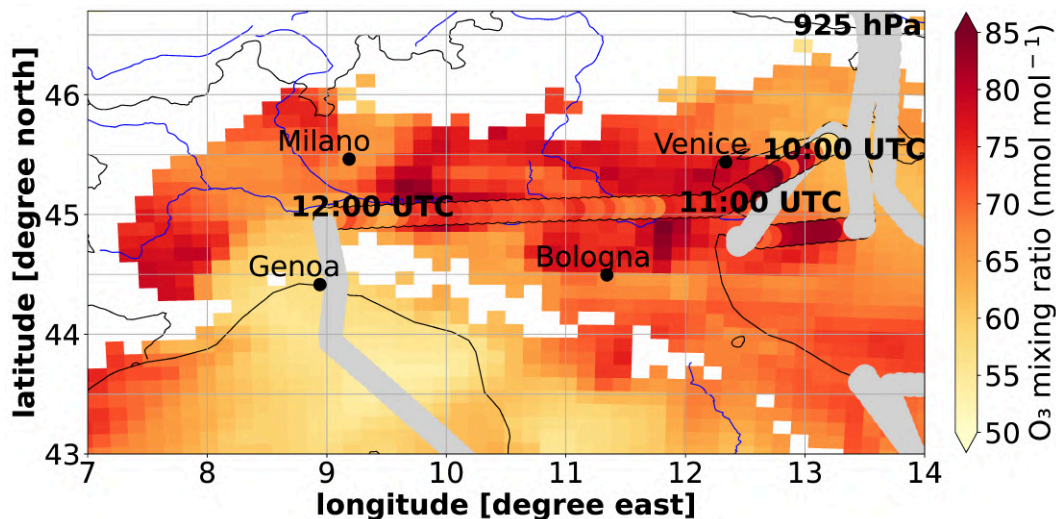 925 hPa
Milano
Venice
10:00 UTC
12:00 UTC
11:00 UTC
Genoa
Bologna
46
45
44
43
7
8
9
10
11
12
13
14
latitude [degree north]
longitude [degree east]
85
80
75
70
65
60
55
50
O₃ mixing ratio (nmol mol⁻¹)